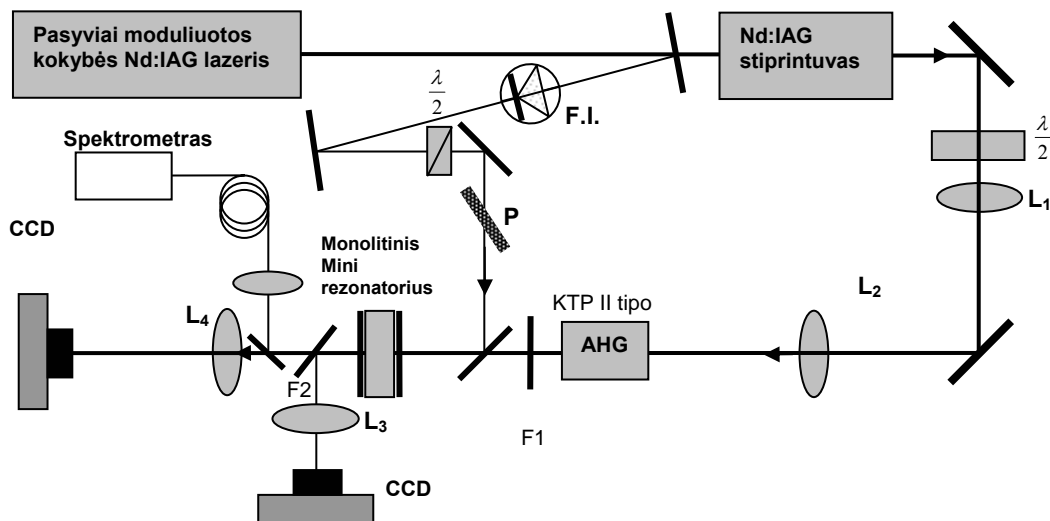 Pasyviai moduliuotos
kokybės Nd:IAG lazeris
Nd:IAG
stiprintuvas
λ
2
F.I.
λ
2
Spektrometras
P
L1
CCD
Monolitinis
Mini
rezonatorius
KTP II tipo
L2
L4
AHG
F2
L3
F1
CCD